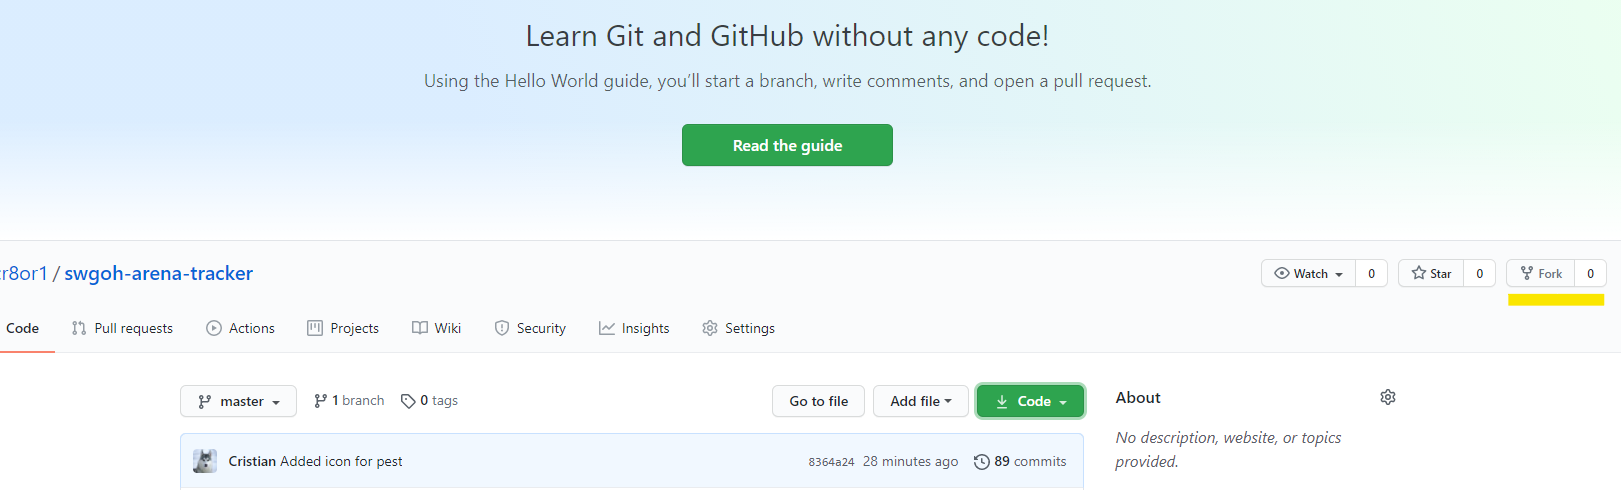 Learn Git and GitHub without any code!
Using the Hello World guide, you’ll start a branch, write comments, and open a pull request.
Read the guide
r8or1 / swgoh-arena-tracker
Watch 0 Star 0 Fork 0
Code Pull requests Actions Projects Wiki Security Insights Settings
master 1 branch 0 tags Go to file Add file Code
About
Cristian Added icon for pest 8364a24 28 minutes ago 89 commits
No description, website, or topics
provided.